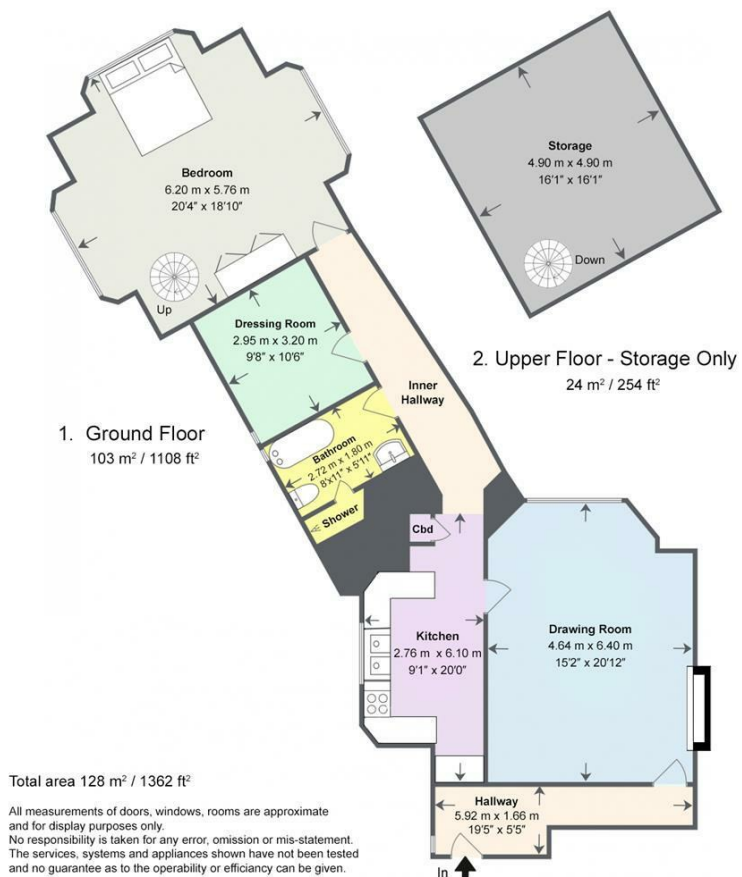 Bedroom
6.20 m x 5.76 m
20'4" x 18'10"
Up
Storage
4.90 m x 4.90 m
16'1" x 16'1"
Down
2. Upper Floor - Storage Only
24 m² / 254 ft²
Dressing Room
2.95 m x 3.20 m
9'8" x 10'6"
Inner
Hallway
1. Ground Floor
103 m² / 1108 ft²
Bathroom
2.72 m x 1.80 m
8'x11" x 5'11"
Shower
Cbd
Kitchen
2.76 m x 6.10 m
9'1" x 20'0"
Drawing Room
4.64 m x 6.40 m
15'2" x 20'12"
Hallway
5.92 m x 1.66 m
19'5" x 5'5"
In
Total area 128 m² / 1362 ft²
All measurements of doors, windows, rooms are approximate
and for display purposes only.
No responsibility is taken for any error, omission or mis-statement.
The services, systems and appliances shown have not been tested
and no guarantee as to the operability or efficiancy can be given.